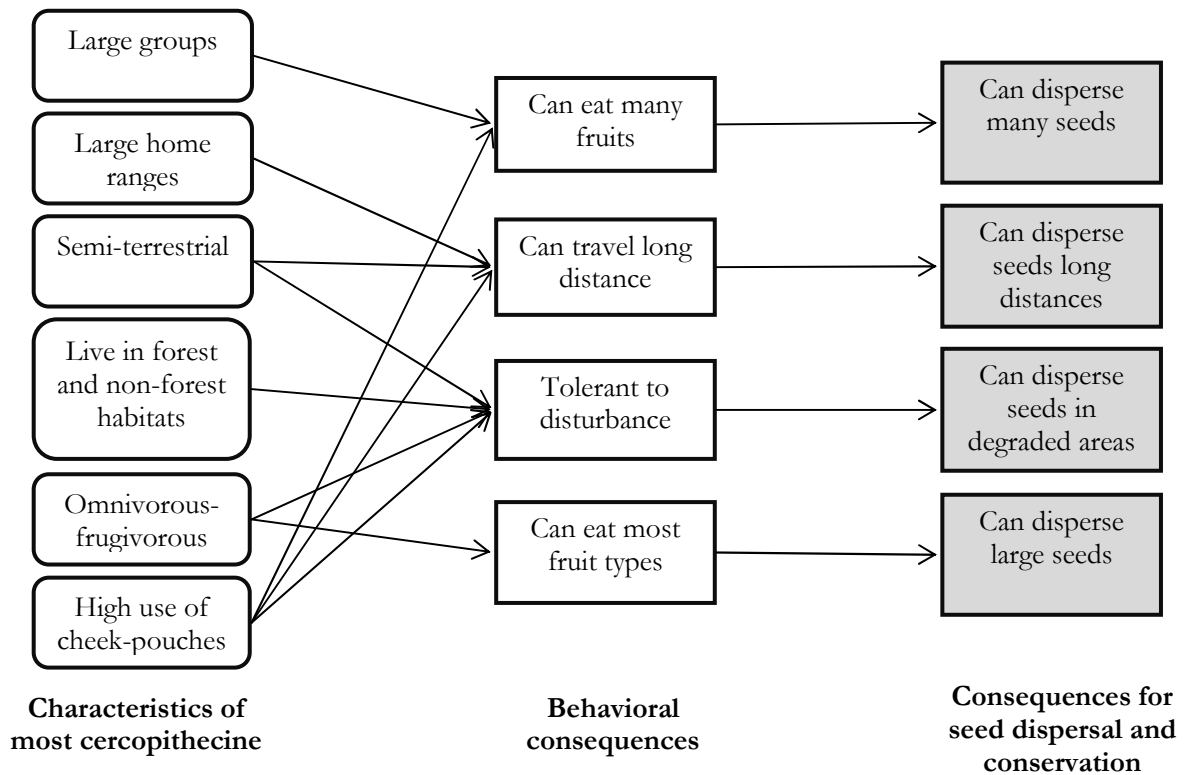 Large groups
Large home
ranges
Semi-terrestrial
Live in forest
and non-forest
habitats
Omnivorous-
frugivorous
High use of
cheek-pouches
Characteristics of
most cercopithecine
Can eat many
fruits
Can travel long
distance
Tolerant to
disturbance
Can eat most
fruit types
Behavioral
consequences
Can disperse
many seeds
Can disperse
seeds long
distances
Can disperse
seeds in
degraded areas
Can disperse
large seeds
Consequences for
seed dispersal and
conservation